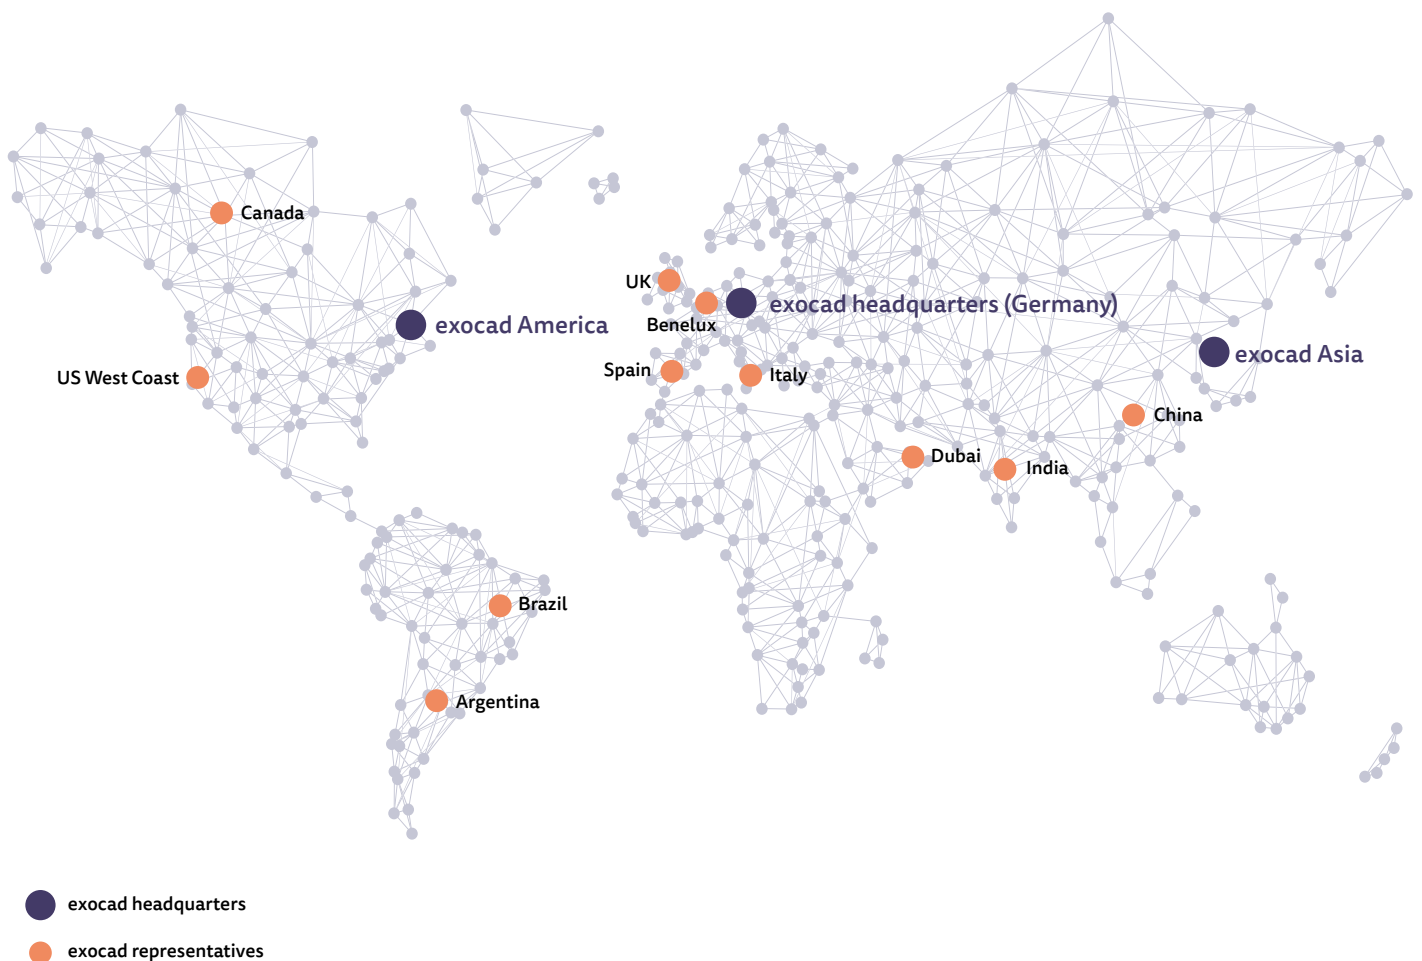 Canada
UK
exocad headquarters (Germany)
Benelux
exocad America
exocad Asia
Spain
Italy
US West Coast
China
Dubai
India
Brazil
Argentina
exocad headquarters
exocad representatives